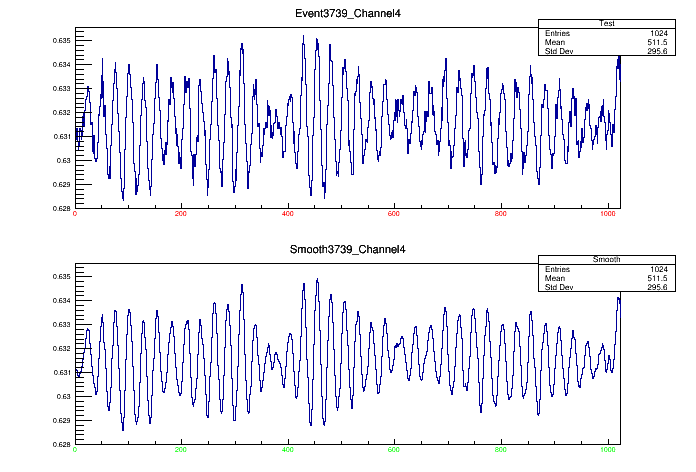 Event3739_Channel4
Test
Entries 1024
Mean 511.5
Std Dev 295.6
0.635
0.634
0.633
0.632
0.631
0.63
0.629
0.628
0 200 400 600 800 1000
Smooth3739_Channel4
Smooth
Entries 1024
Mean 511.5
Std Dev 295.6
0.635
0.634
0.633
0.632
0.631
0.63
0.629
0.628
0 200 400 600 800 1000